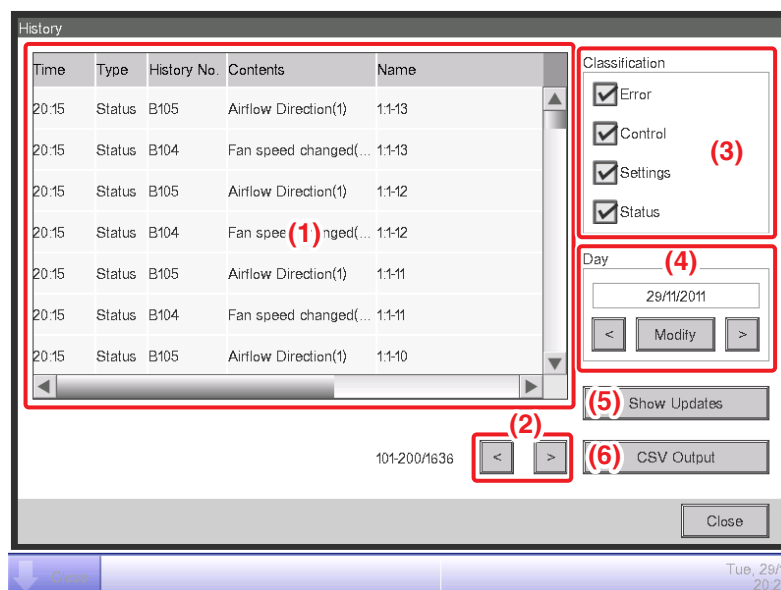 History
Time Type History No. Contents Name
20:15 Status B105 Airflow Direction(1) 1:1-13
20:15 Status B104 Fan speed changed(... 1:1-13
20:15 Status B105 Airflow Direction(1) 1:1-12
20:15 Status B104 Fan spee (1) nged(... 1:1-12
20:15 Status B105 Airflow Direction(1) 1:1-11
20:15 Status B104 Fan speed changed(... 1:1-11
20:15 Status B105 Airflow Direction(1) 1:1-10
(2)
101-200/1636 < >
Classification
Error
Control
(3)
Settings
Status
Day (4)
29/11/2011
< Modify >
(5) Show Updates
(6) CSV Output
Close
Tue, 29/
20:2